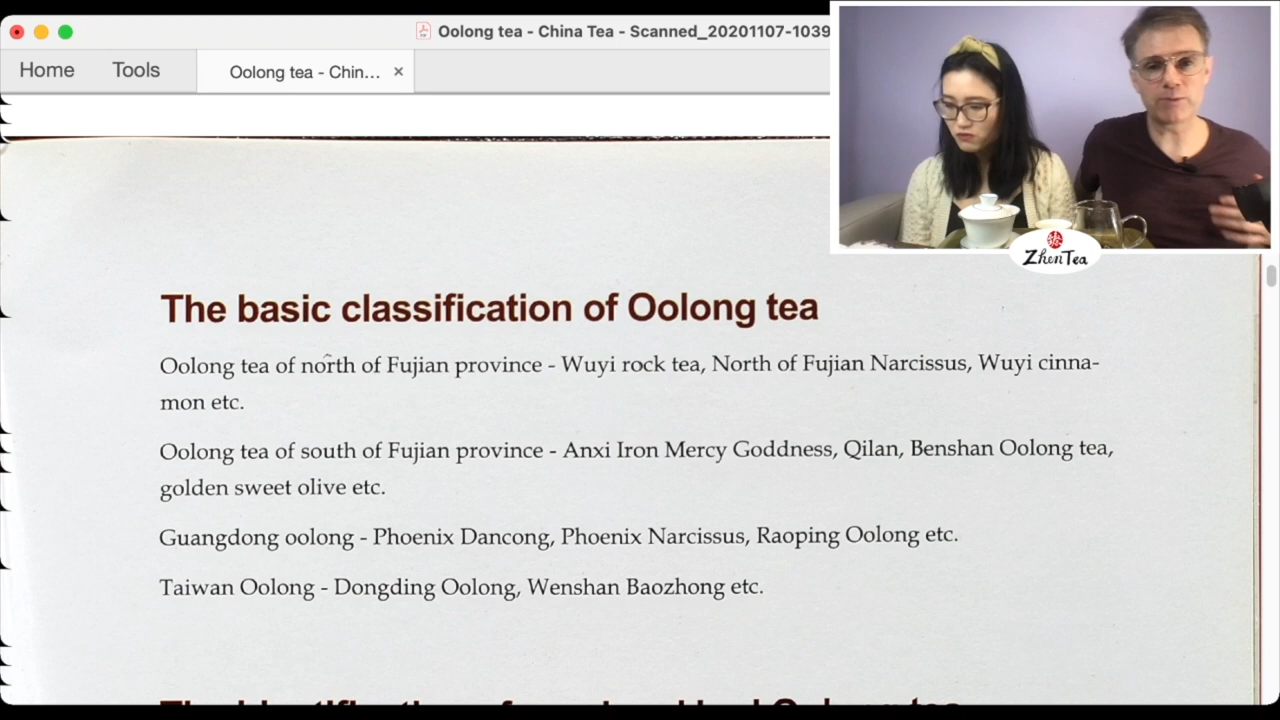 Oolong tea - China Tea - Scanned_20201107-1039
Home Tools Oolong tea - Chin... ×
Zhen Tea
The basic classification of Oolong tea
Oolong tea of north of Fujian province - Wuyi rock tea, North of Fujian Narcissus, Wuyi cinna-
mon etc.
Oolong tea of south of Fujian province - Anxi Iron Mercy Goddness, Qilan, Benshan Oolong tea,
golden sweet olive etc.
Guangdong oolong - Phoenix Dancong, Phoenix Narcissus, Raoping Oolong etc.
Taiwan Oolong - Dongding Oolong, Wenshan Baozhong etc.